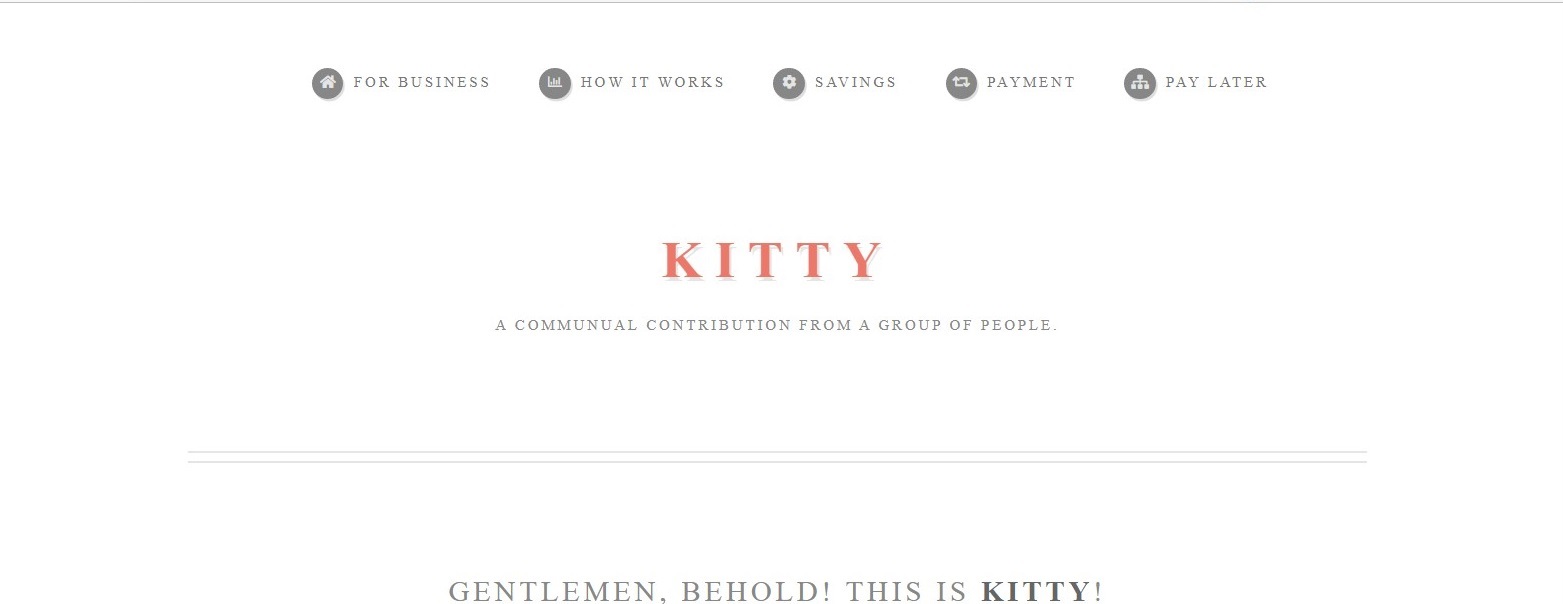 FOR BUSINESS HOW IT WORKS SAVINGS PAYMENT PAY LATER
KITTY
A COMMUNUAL CONTRIBUTION FROM A GROUP OF PEOPLE.
GENTLEMEN, BEHOLD! THIS IS KITTY!